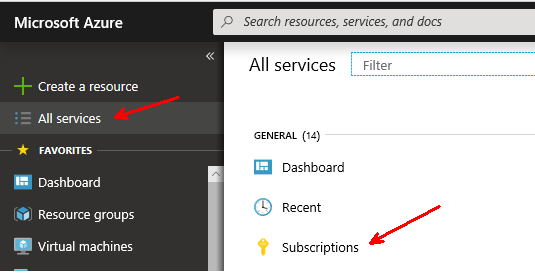 Microsoft Azure
Search resources, services, and docs
Create a resource
All services
FAVORITES
Dashboard
Resource groups
Virtual machines
All services
Filter
GENERAL (14)
Dashboard
Recent
Subscriptions